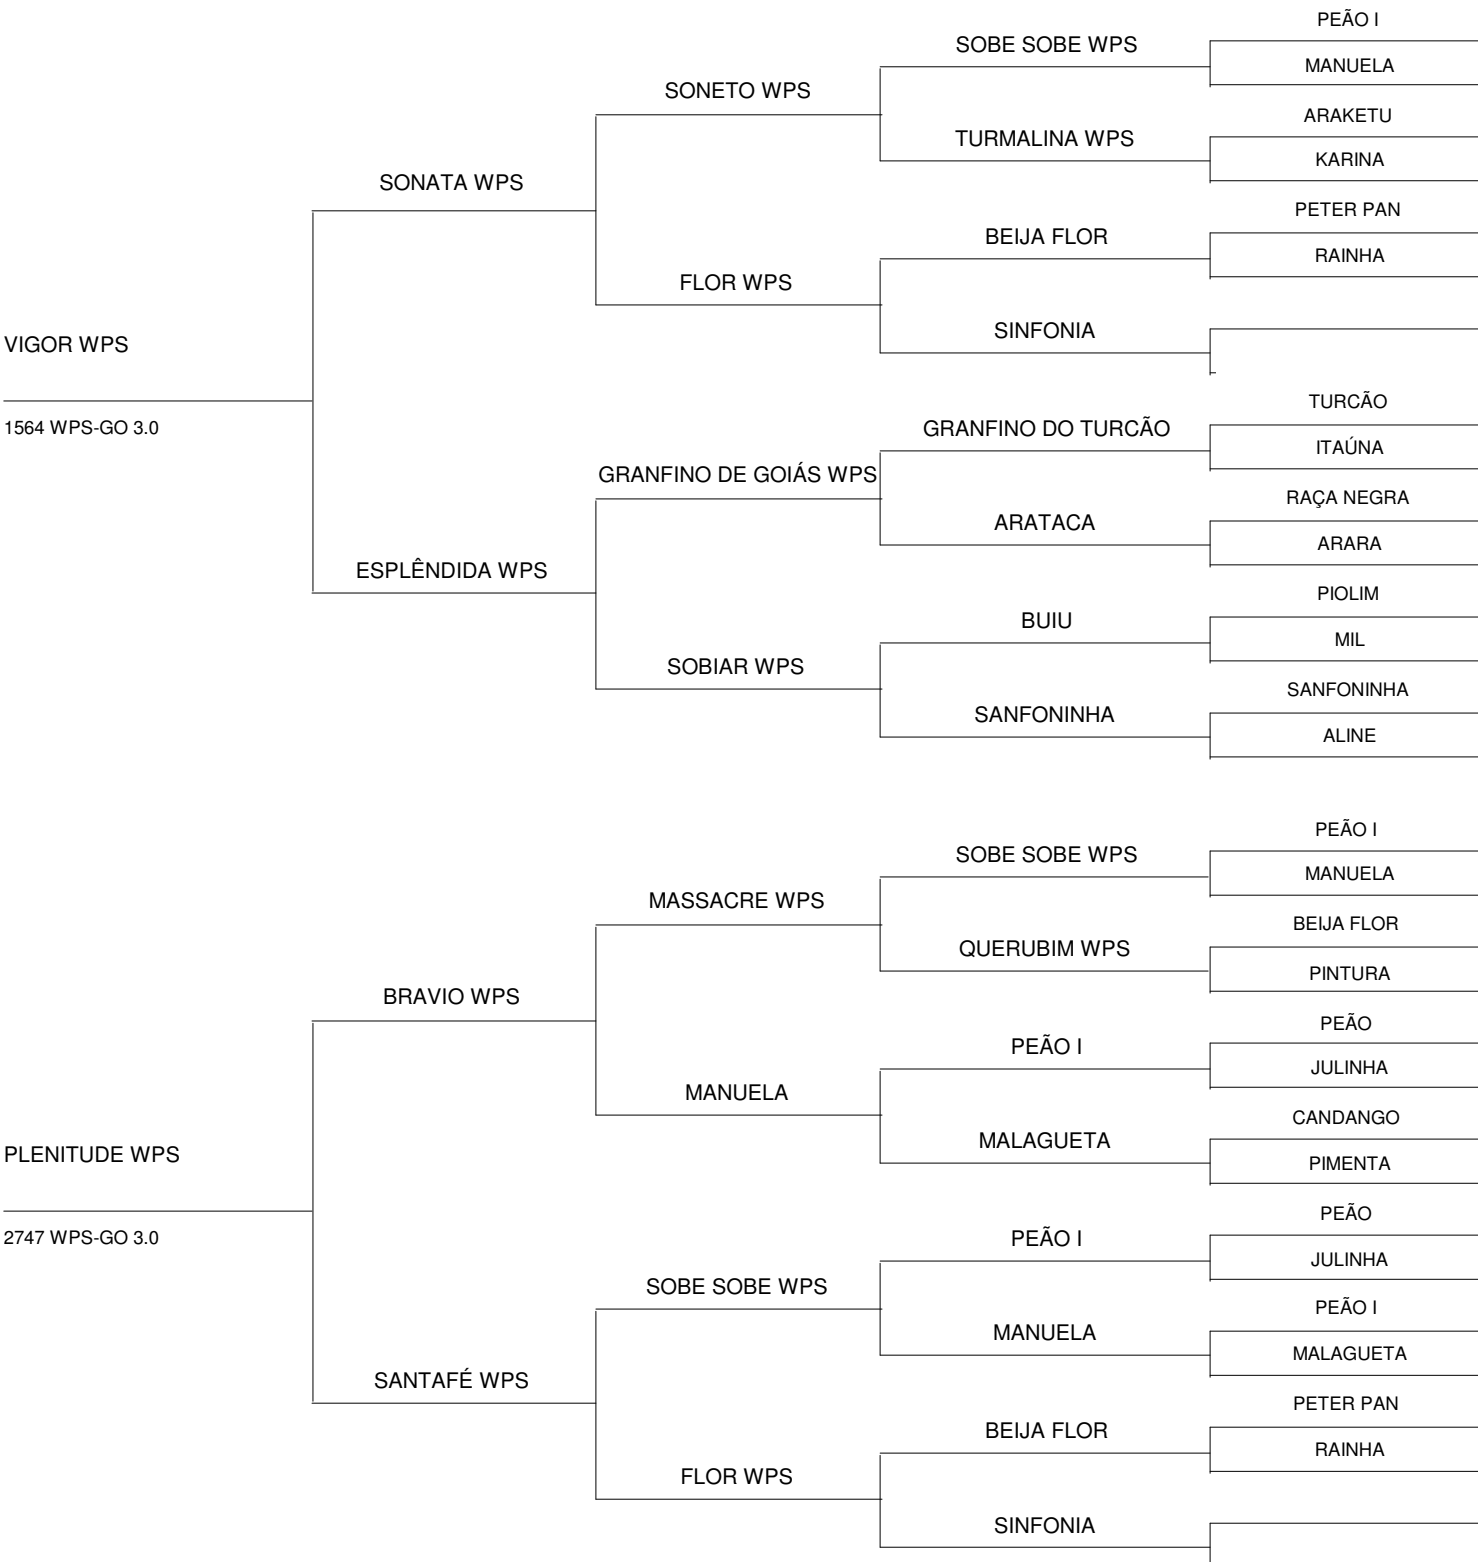 PEÃO I
SOBE SOBE WPS
MANUELA
SONETO WPS
ARAKETU
TURMALINA WPS
KARINA
SONATA WPS
PETER PAN
BEIJA FLOR
RAINHA
FLOR WPS
SINFONIA
VIGOR WPS
TURCÃO
1564 WPS-GO 3.0
GRANFINO DO TURCÃO
ITAÚNA
GRANFINO DE GOIÁS WPS
RAÇA NEGRA
ARATACA
ARARA
ESPLÊNDIDA WPS
PIOLIM
BUIU
MIL
SOBIAR WPS
SANFONINHA
SANFONINHA
ALINE
PEÃO I
SOBE SOBE WPS
MANUELA
MASSACRE WPS
BEIJA FLOR
QUERUBIM WPS
PINTURA
BRAVIO WPS
PEÃO
PEÃO I
JULINHA
MANUELA
CANDANGO
MALAGUETA
PLENITUDE WPS
PIMENTA
PEÃO
2747 WPS-GO 3.0
PEÃO I
JULINHA
SOBE SOBE WPS
PEÃO I
MANUELA
MALAGUETA
SANTAFÉ WPS
PETER PAN
BEIJA FLOR
RAINHA
FLOR WPS
SINFONIA